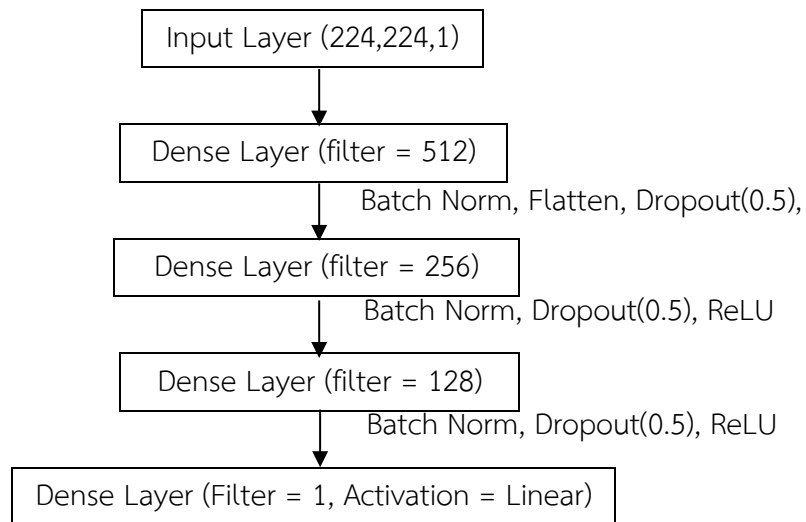 Input Layer (224,224,1)
Dense Layer (filter = 512)
Batch Norm, Flatten, Dropout(0.5),
Dense Layer (filter = 256)
Batch Norm, Dropout(0.5), ReLU
Dense Layer (filter = 128)
Batch Norm, Dropout(0.5), ReLU
Dense Layer (Filter = 1, Activation = Linear)